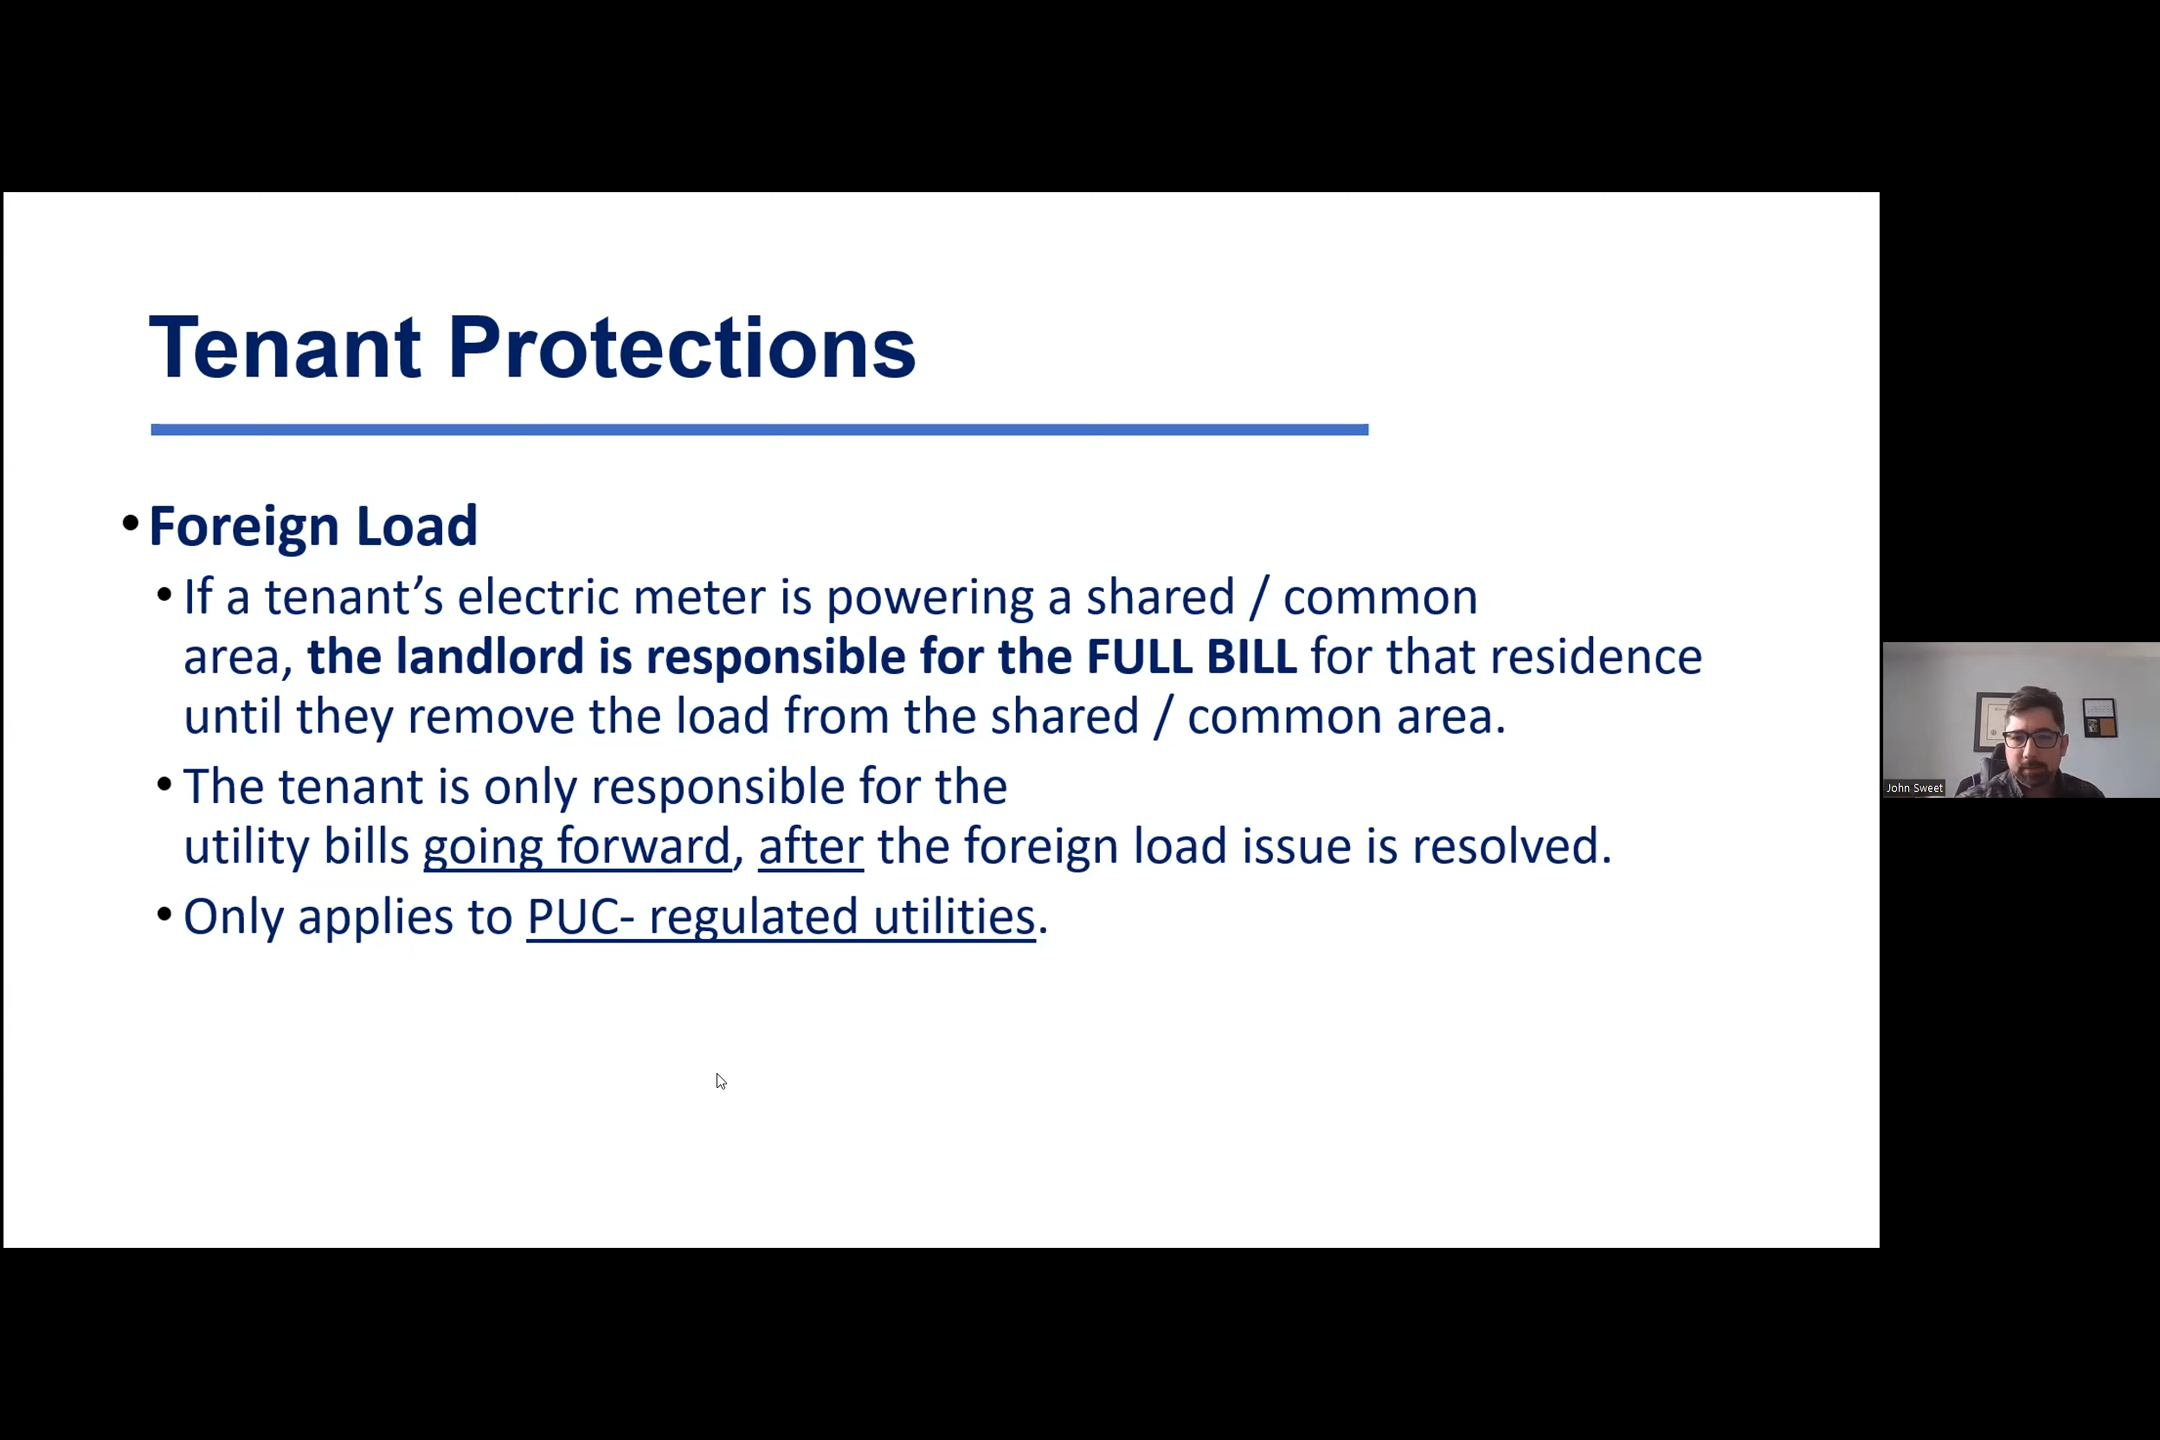 Tenant Protections
• Foreign Load
• If a tenant’s electric meter is powering a shared / common
area, the landlord is responsible for the FULL BILL for that residence
until they remove the load from the shared / common area.
• The tenant is only responsible for the
utility bills going forward, after the foreign load issue is resolved.
• Only applies to PUC- regulated utilities.
John Sweet